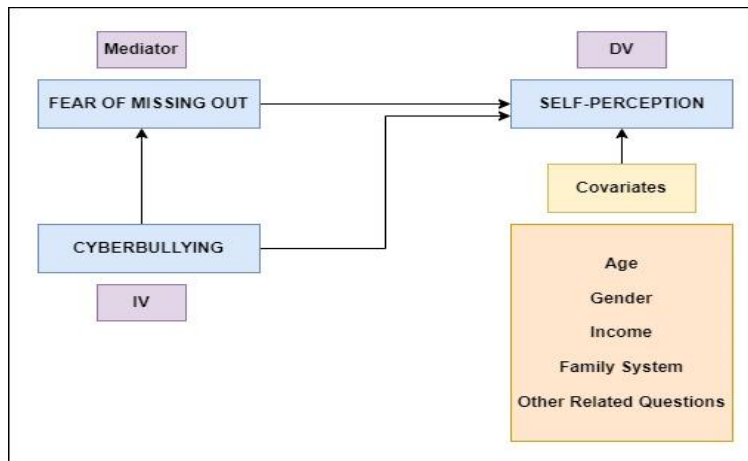 Mediator
DV
FEAR OF MISSING OUT
SELF-PERCEPTION
Covariates
CYBERBULLYING
IV
Age
Gender
Income
Family System
Other Related Questions